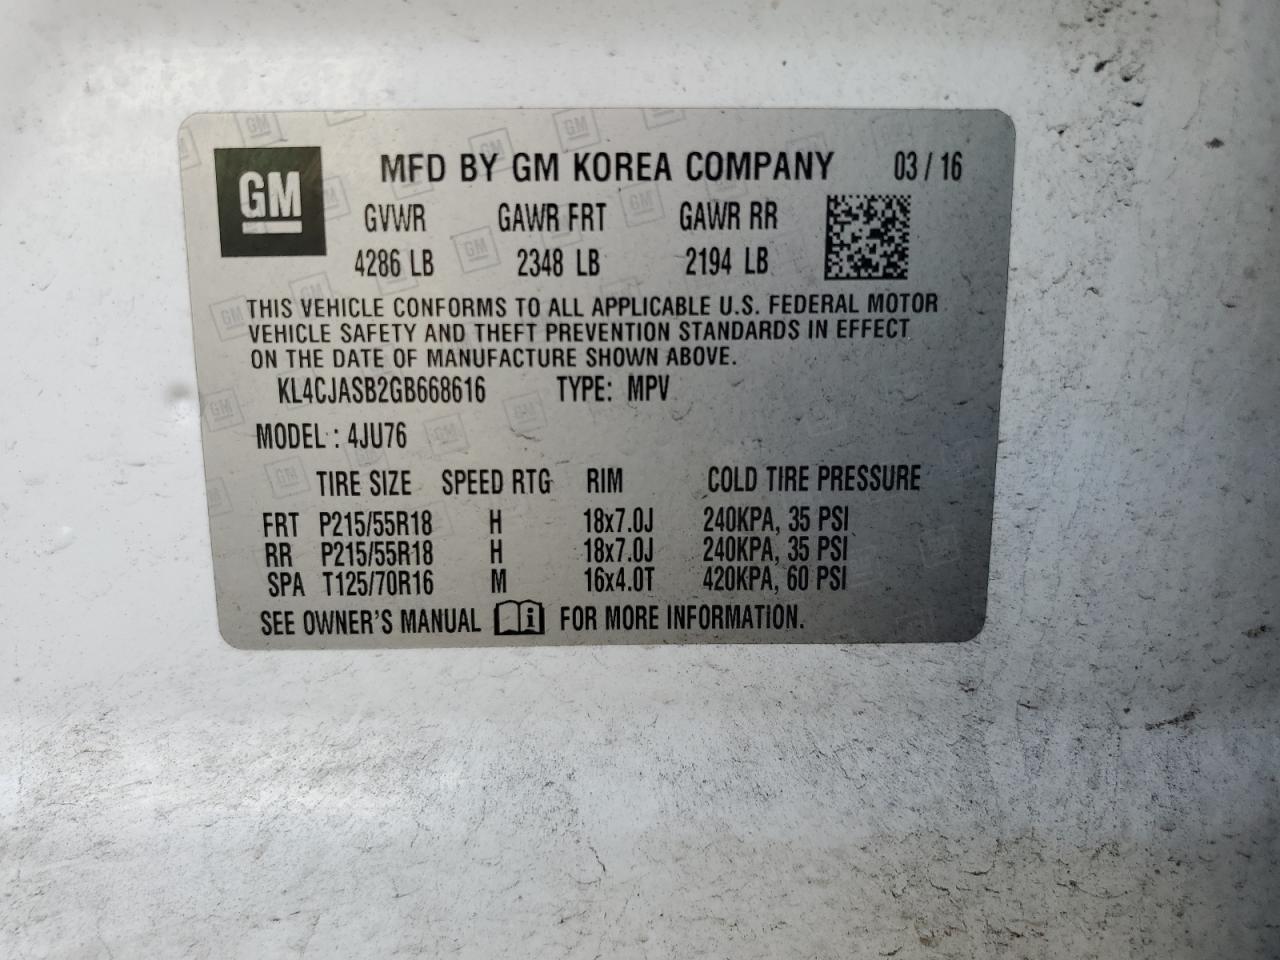 GM MFD BY GM KOREA COMPANY 03 / 16
GVWR GAWR FRT GAWR RR
4286 LB 2348 LB 2194 LB
THIS VEHICLE CONFORMS TO ALL APPLICABLE U.S. FEDERAL MOTOR
VEHICLE SAFETY AND THEFT PREVENTION STANDARDS IN EFFECT
ON THE DATE OF MANUFACTURE SHOWN ABOVE.
KL4CJASB2GB668616 TYPE: MPV
MODEL : 4JU76
TIRE SIZE SPEED RTG RIM COLD TIRE PRESSURE
FRT P215/55R18 H 18x7.0J 240KPA, 35 PSI
RR P215/55R18 H 18x7.0J 240KPA, 35 PSI
SPA T125/70R16 M 16x4.0T 420KPA, 60 PSI
SEE OWNER'S MANUAL i FOR MORE INFORMATION.